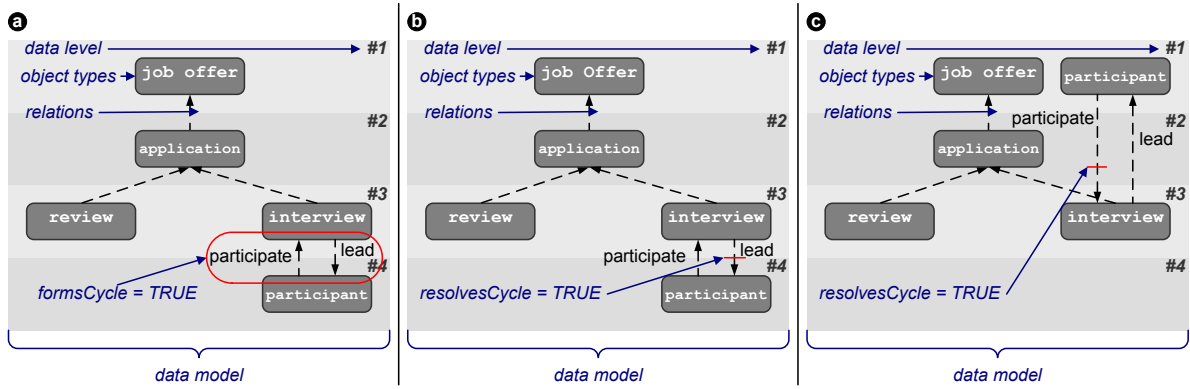 a
data level
#1
job offer
object types
relations
#2
application
#3
review
interview
participate
lead
#4
participant
formsCycle = TRUE
data model
b
data level
#1
job Offer
object types
relations
#2
application
#3
review
interview
participate
lead
#4
participant
resolvesCycle = TRUE
data model
c
data level
#1
job offer
participant
object types
relations
participate
#2
lead
application
#3
review
interview
#4
resolvesCycle = TRUE
data model